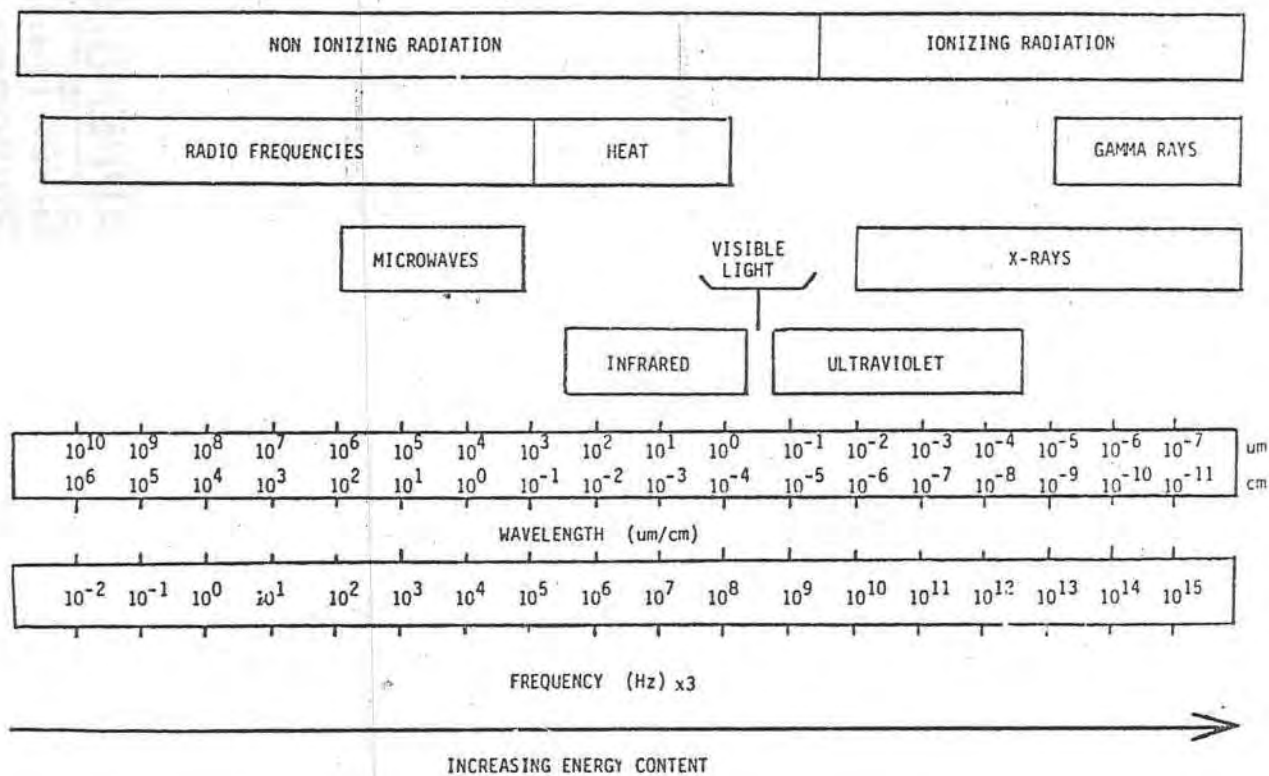 NON IONIZING RADIATION IONIZING RADIATION
RADIO FREQUENCIES HEAT GAMMA RAYS
MICROWAVES VISIBLE LIGHT X-RAYS
INFRARED ULTRAVIOLET
10^10 10^9 10^8 10^7 10^6 10^5 10^4 10^3 10^2 10^1 10^0 10^-1 10^-2 10^-3 10^-4 10^-5 10^-6 10^-7 um
10^6 10^5 10^4 10^3 10^2 10^1 10^0 10^-1 10^-2 10^-3 10^-4 10^-5 10^-6 10^-7 10^-8 10^-9 10^-10 10^-11 cm
WAVELENGTH (um/cm)
10^-2 10^-1 10^0 10^1 10^2 10^3 10^4 10^5 10^6 10^7 10^8 10^9 10^10 10^11 10^12 10^13 10^14 10^15
FREQUENCY (Hz) x3
INCREASING ENERGY CONTENT